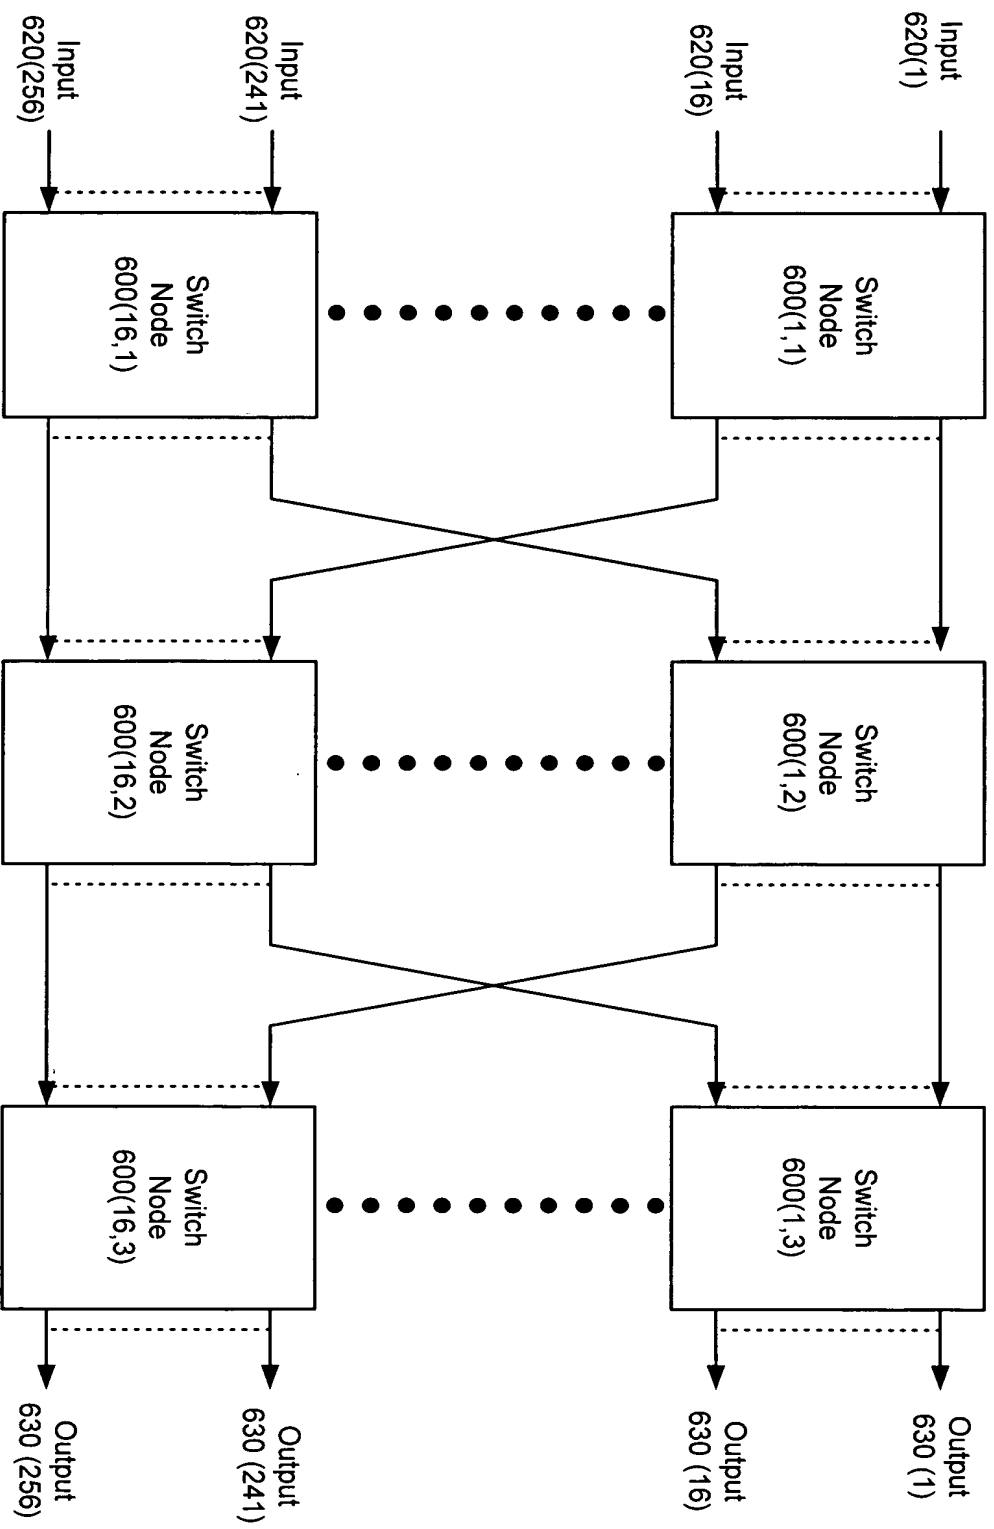 Input
620(1)
Input
620(16)
Input
620(241)
Input
620(256)
Switch
Node
600(1,1)
Switch
Node
600(16,1)
Switch
Node
600(1,2)
Switch
Node
600(16,2)
Switch
Node
600(1,3)
Switch
Node
600(16,3)
Output
630 (1)
Output
630 (16)
Output
630 (241)
Output
630 (256)